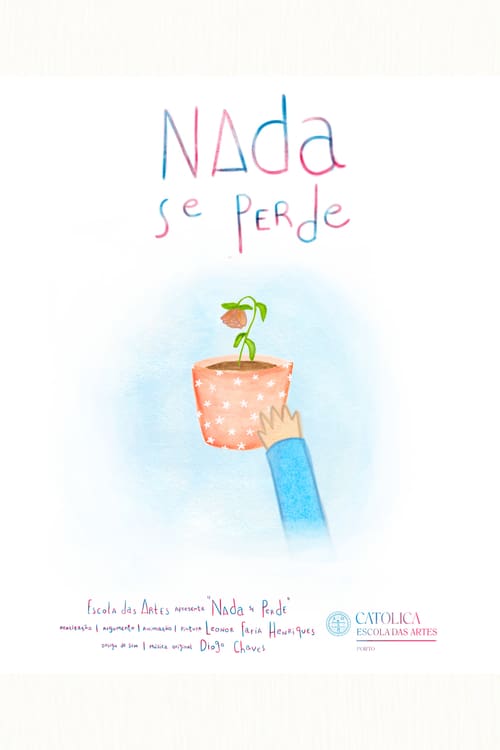 NAda
se PERde
Escola das Artes apresenta "Nada se Perde"
realização | argumento | animação | pintura Leonor Faria Henriques
design de som | música original Diogo Chaves
CATOLICA
ESCOLA DAS ARTES
PORTO